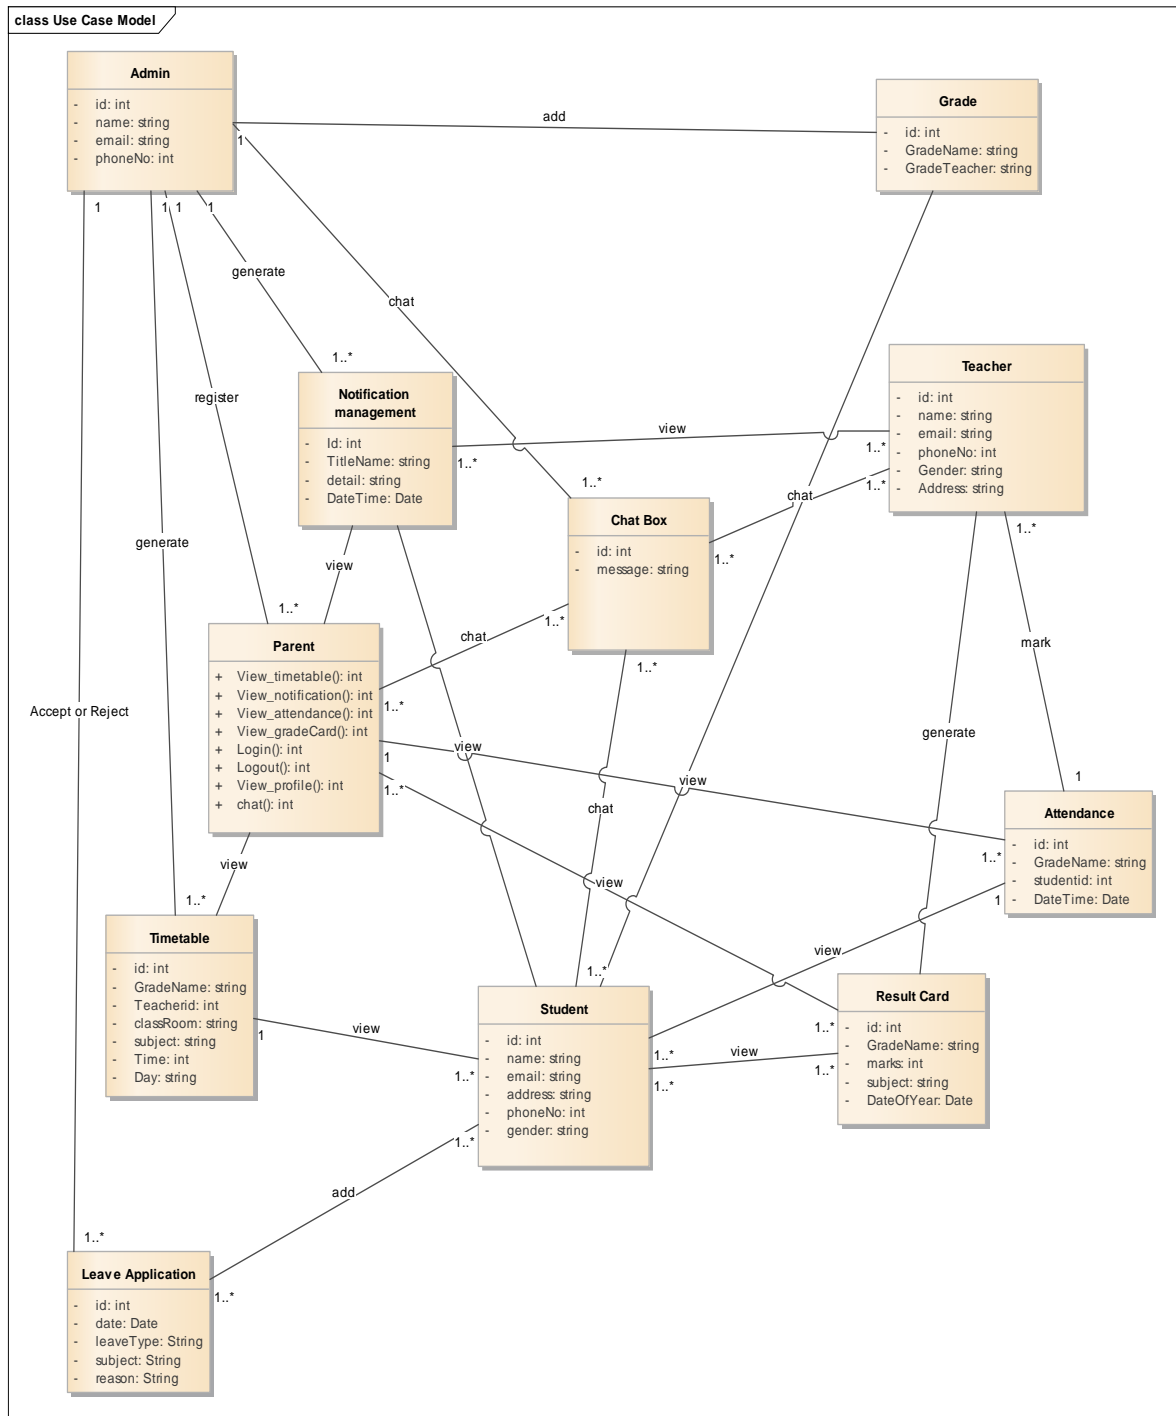 class Use Case Model
Admin
- id: int
- name: string
- email: string
- phoneNo: int
Grade
- id: int
- GradeName: string
- GradeTeacher: string
add
1
1
1
1
1
generate
chat
register
generate
Accept or Reject
1..*
Notification
management
- Id: int
- TitleName: string
- detail: string
- DateTime: Date
view
1..*
1..*
Teacher
- id: int
- name: string
- email: string
- phoneNo: int
- Gender: string
- Address: string
1..*
chat
1..*
1..*
Chat Box
- id: int
- message: string
1..*
1..*
view
1..*
Parent
+ View_timetable(): int
+ View_notification(): int
+ View_attendance(): int
+ View_gradeCard(): int
+ Login(): int
+ Logout(): int
+ View_profile(): int
+ chat(): int
chat
1..*
1..*
1..*
mark
generate
view
1
1..*
view
chat
1
Attendance
- id: int
- GradeName: string
- studentid: int
- DateTime: Date
1..*
1
view
view
view
1..*
Timetable
- id: int
- GradeName: string
- Teacherid: int
- classRoom: string
- subject: string
- Time: int
- Day: string
1..*
Student
- id: int
- name: string
- email: string
- address: string
- phoneNo: int
- gender: string
Result Card
- id: int
- GradeName: string
- marks: int
- subject: string
- DateOfYear: Date
1
view
1..*
1..*
view
1..*
1..*
1..*
1..*
add
1..*
1..*
Leave Application
- id: int
- date: Date
- leaveType: String
- subject: String
- reason: String